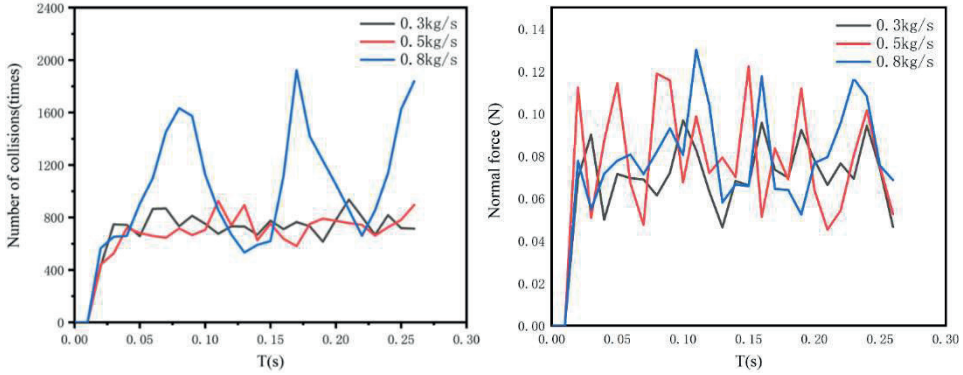 2400
2000
1600
1200
800
400
0
Number of collisions(times)
0.3kg/s
0.5kg/s
0.8kg/s
0.00 0.05 0.10 0.15 0.20 0.25 0.30
T(s)
0.14
0.12
0.10
0.08
0.06
0.04
0.02
0.00
Normal force (N)
0.3kg/s
0.5kg/s
0.8kg/s
0.00 0.05 0.10 0.15 0.20 0.25 0.30
T(s)